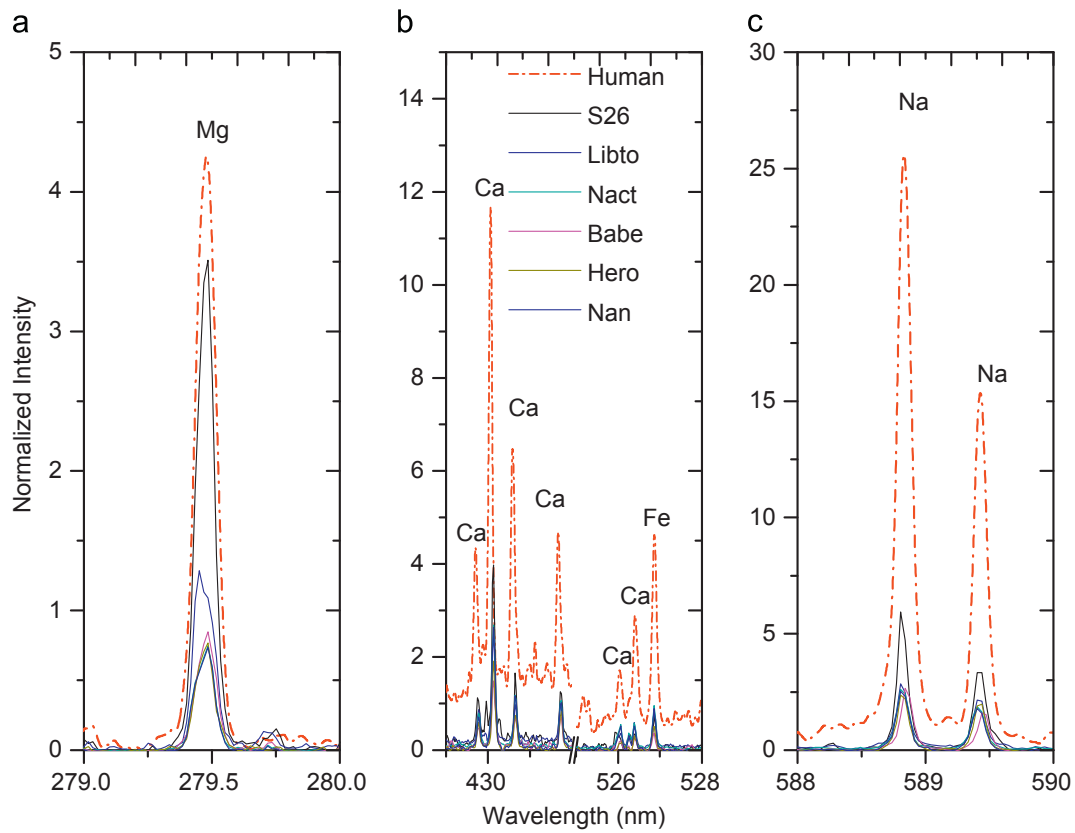 a
b
c
Normalized Intensity
5
4
3
2
1
0
Mg
279.0
279.5
280.0
14
12
10
8
6
4
2
0
Human
S26
Libto
Nact
Babe
Hero
Nan
Ca
Ca
Ca
Ca
Ca
Ca
Fe
430
526
528
Wavelength (nm)
30
25
20
15
10
5
0
Na
Na
588
589
590